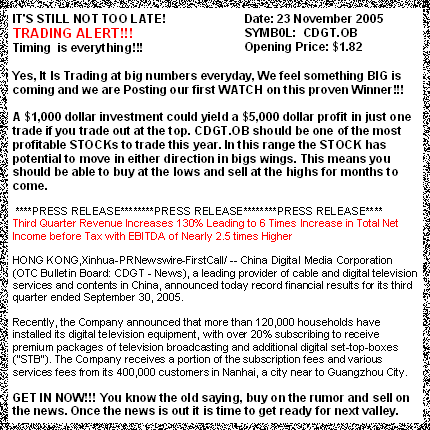 IT'S STILL NOT TOO LATE! Date: 23 November 2005
TRADING ALERT!!! SYMBOL: CDGT.OB
Timing is everything!!! Opening Price: $1.82
Yes, It Is Trading at big numbers everyday, We feel something BIG is
coming and we are Posting our first WATCH on this proven Winner!!!
A $1,000 dollar investment could yield a $5,000 dollar profit in just one
trade if you trade out at the top. CDGT.OB should be one of the most
profitable STOCKs to trade this year. In this range the STOCK has
potential to move in either direction in bigs wings. This means you
should be able to buy at the lows and sell at the highs for months to
come.
****PRESS RELEASE********PRESS RELEASE********PRESS RELEASE****
Third Quarter Revenue Increases 130% Leading to 6 Times Increase in Total Net
Income before Tax with EBITDA of Nearly 2.5 times Higher
HONG KONG,Xinhua-PRNewswire-FirstCall/ -- China Digital Media Corporation
(OTC Bulletin Board: CDGT - News), a leading provider of cable and digital television
services and contents in China, announced today record financial results for its third
quarter ended September 30, 2005.
Recently, the Company announced that more than 120,000 households have
installed its digital television equipment, with over 20% subscribing to receive
premium packages of television broadcasting and additional digital set-top-boxes
("STB"). The Company receives a portion of the subscription fees and various
services fees from its 400,000 customers in Nanhai, a city near to Guangzhou City.
GET IN NOW!!! You know the old saying, buy on the rumor and sell on
the news. Once the news is out it is time to get ready for next valley.